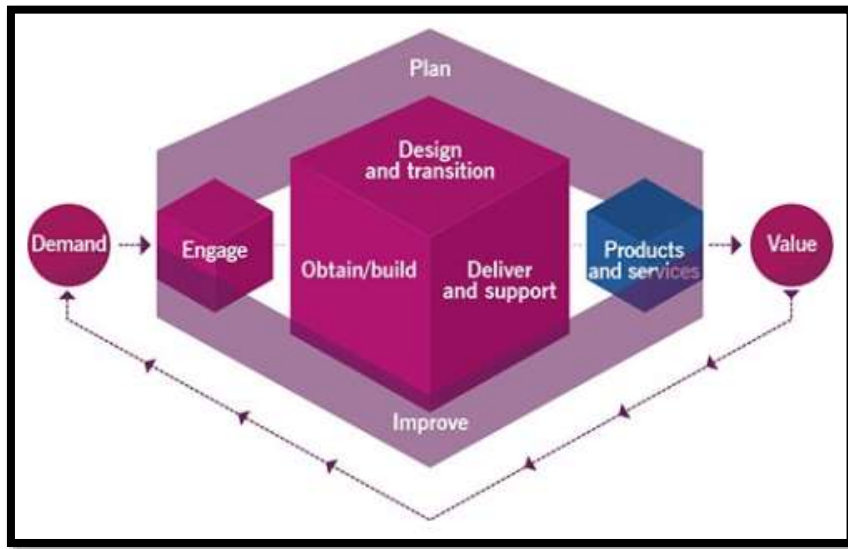 Plan
Design
and transition
Demand
Engage
Obtain/build
Deliver
and support
Products
and services
Value
Improve